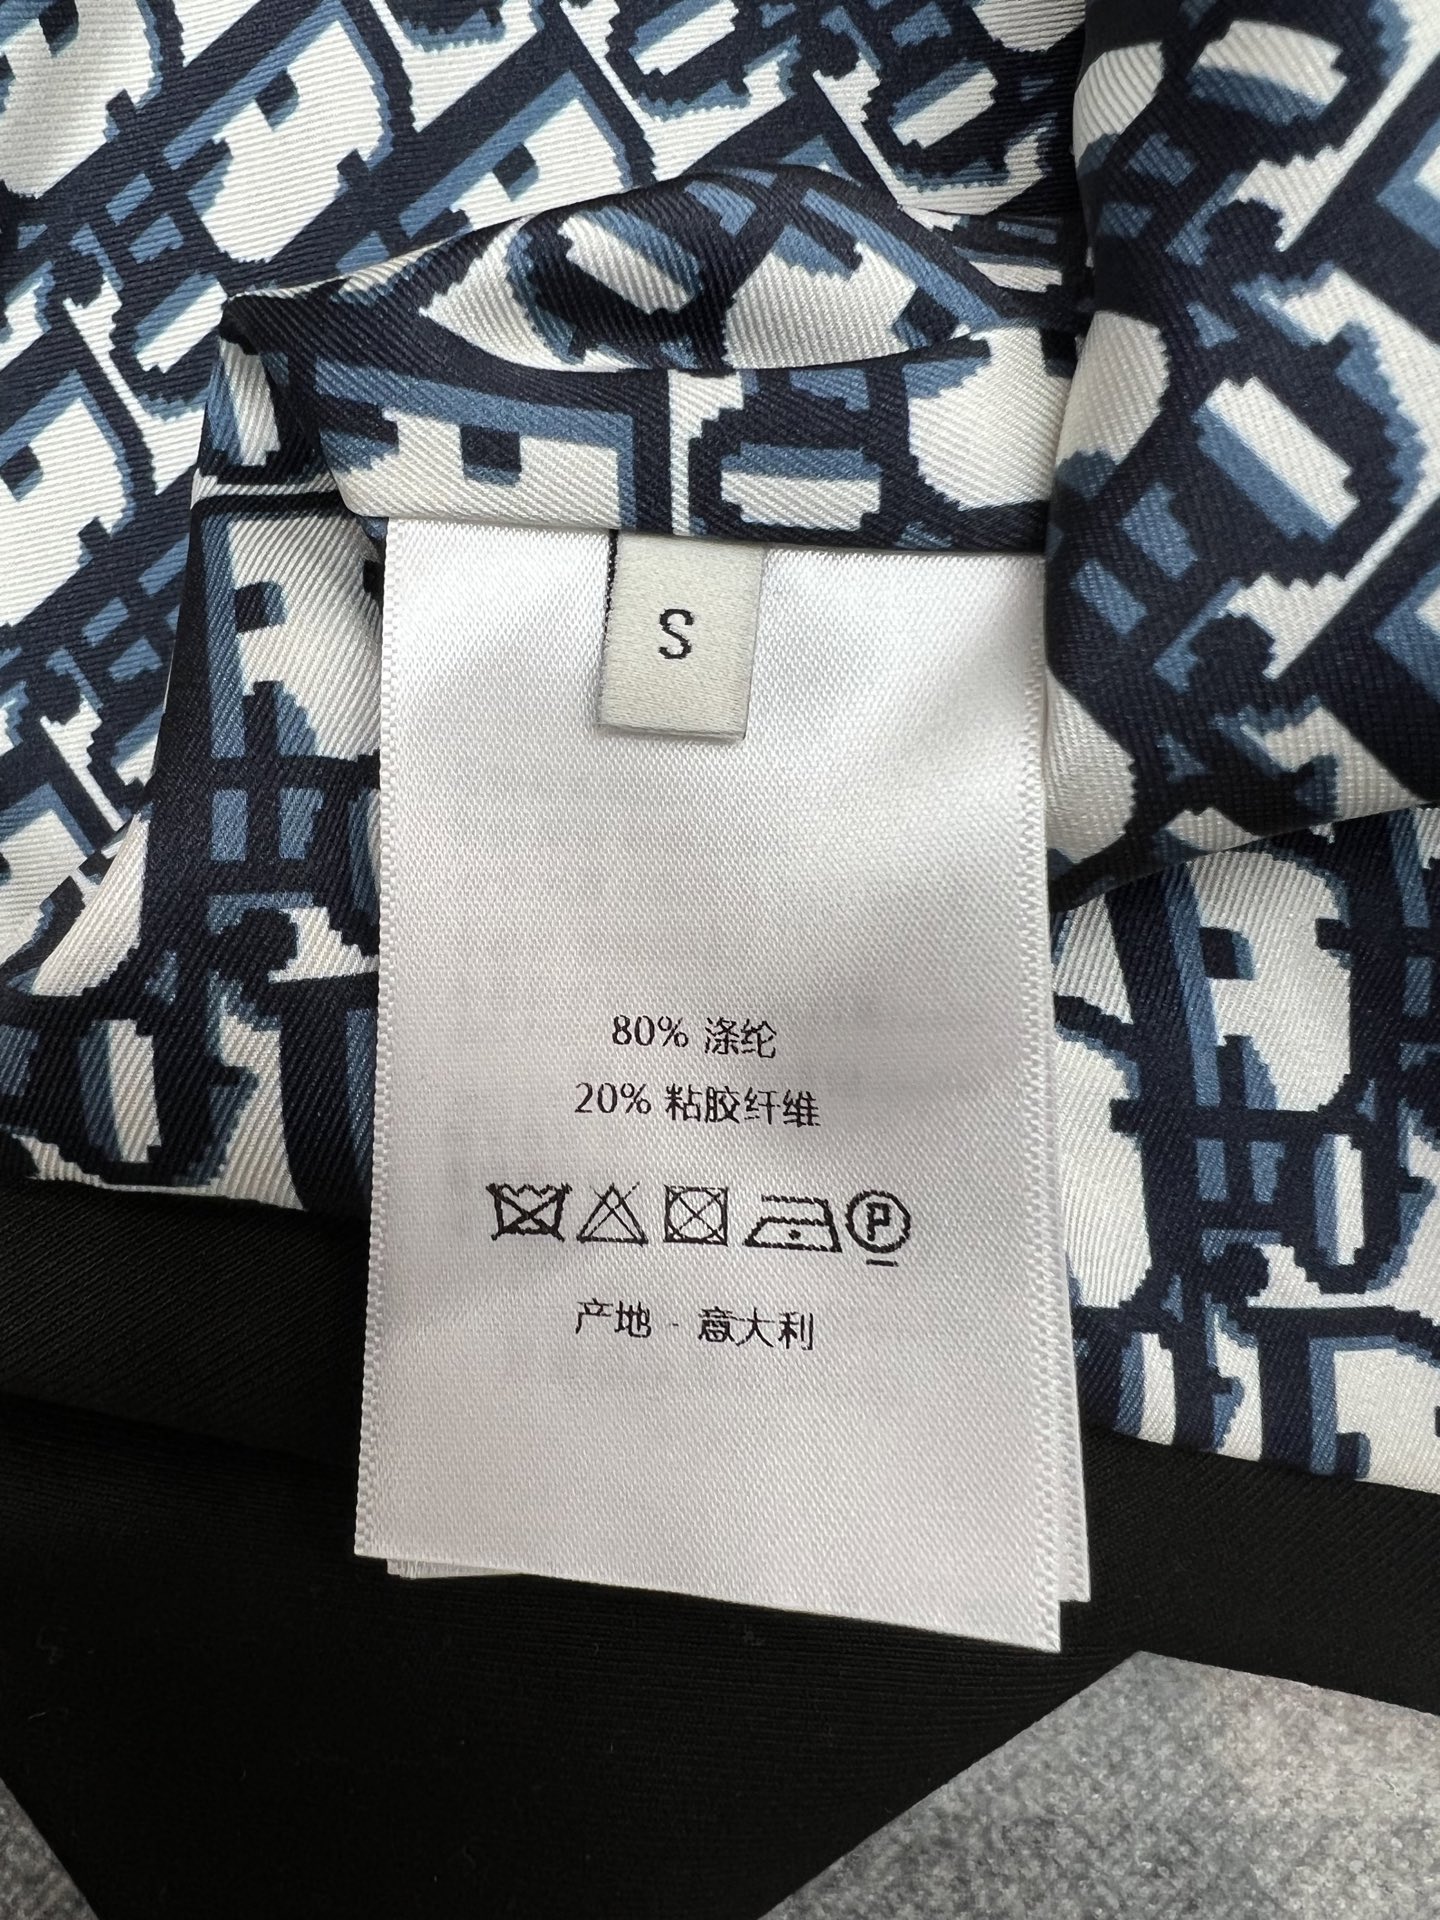 S
80% 涤纶
20% 粘胶纤维
P
产地 - 意大利